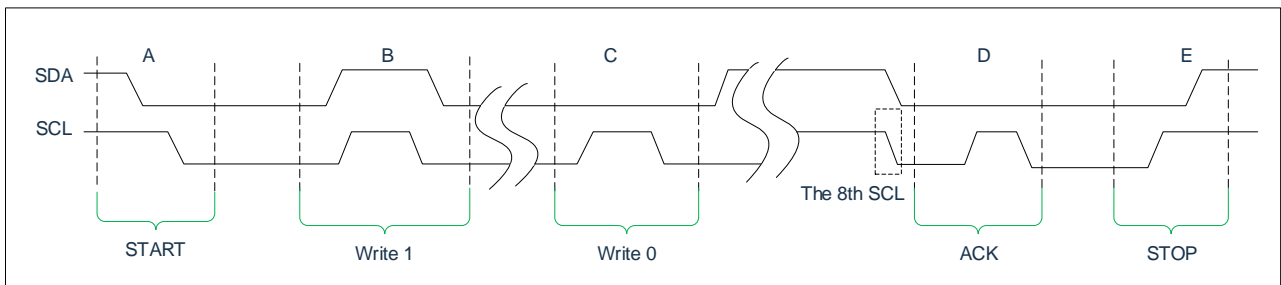 A B C D E
SDA
SCL
The 8th SCL
START Write 1 Write 0 ACK STOP